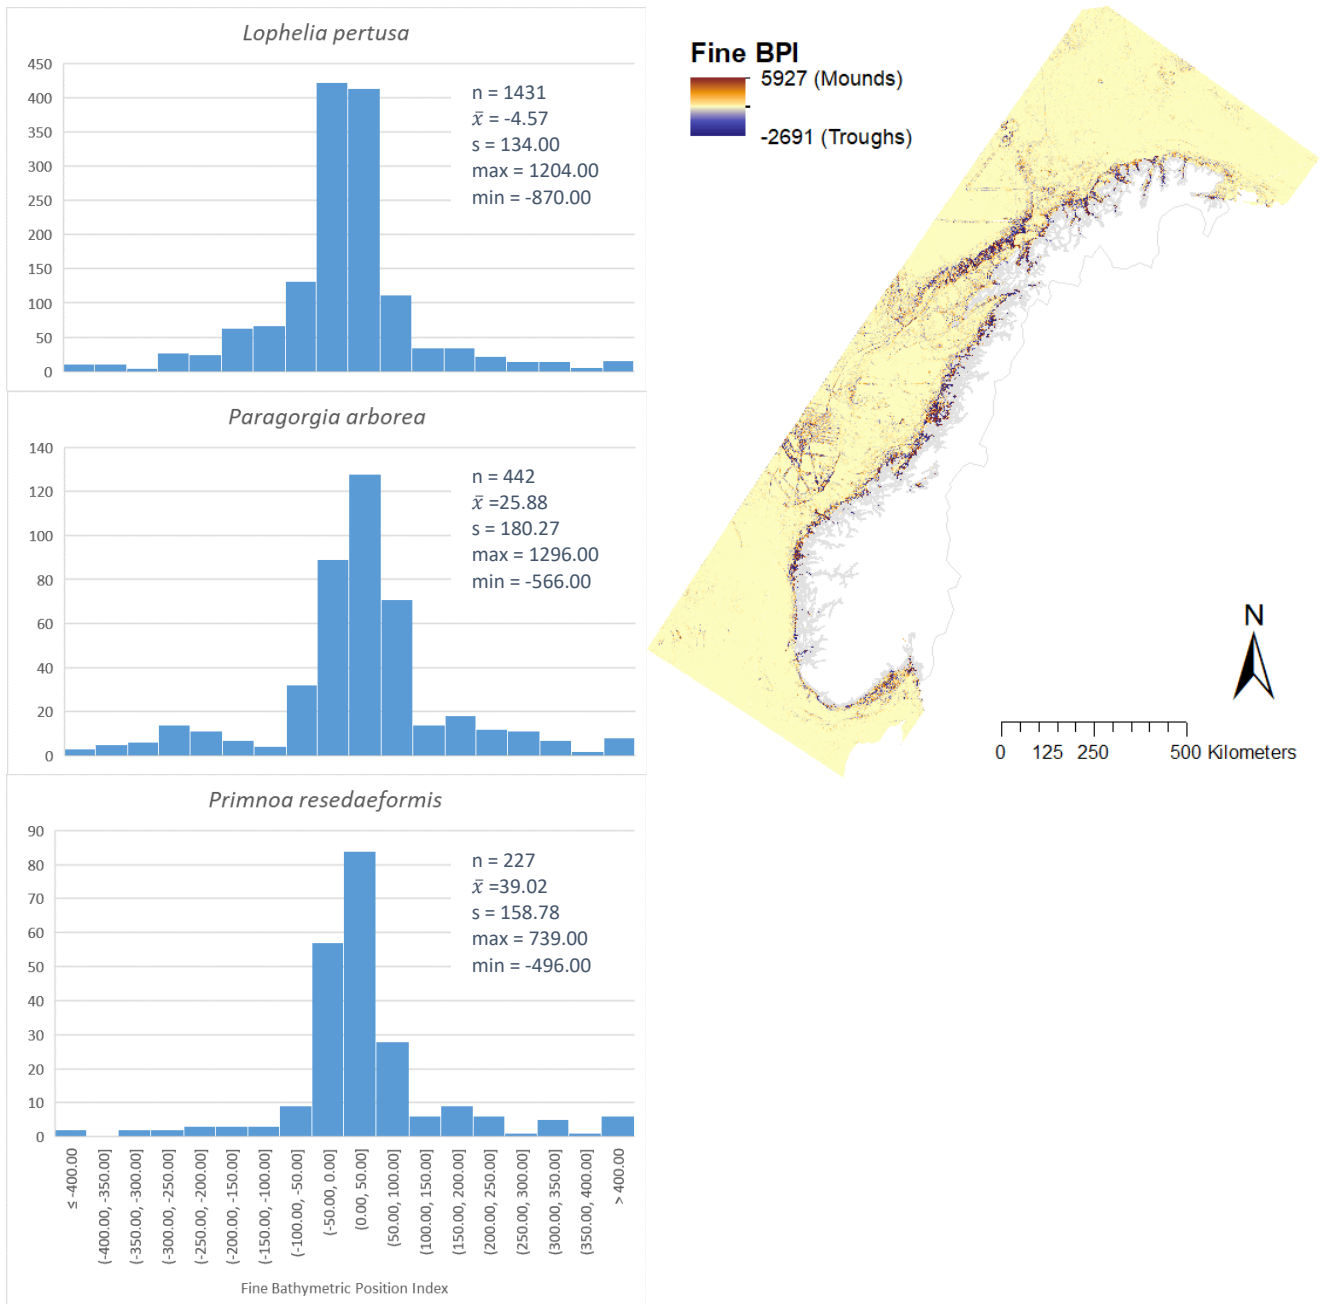 Lophelia pertusa
450
400
350
300
250
200
150
100
50
0
n = 1431
x̄ = -4.57
s = 134.00
max = 1204.00
min = -870.00
Paragorgia arborea
140
120
100
80
60
40
20
0
n = 442
x̄ =25.88
s = 180.27
max = 1296.00
min = -566.00
Primnoa resedaeformis
90
80
70
60
50
40
30
20
10
0
n = 227
x̄ =39.02
s = 158.78
max = 739.00
min = -496.00
≤ -400.00
(-400.00, -350.00]
(-350.00, -300.00]
(-300.00, -250.00]
(-250.00, -200.00]
(-200.00, -150.00]
(-150.00, -100.00]
(-100.00, -50.00]
(-50.00, 0.00]
(0.00, 50.00]
(50.00, 100.00]
(100.00, 150.00]
(150.00, 200.00]
(200.00, 250.00]
(250.00, 300.00]
(300.00, 350.00]
(350.00, 400.00]
> 400.00
Fine Bathymetric Position Index
Fine BPI
5927 (Mounds)
-2691 (Troughs)
N
0 125 250 500 Kilometers